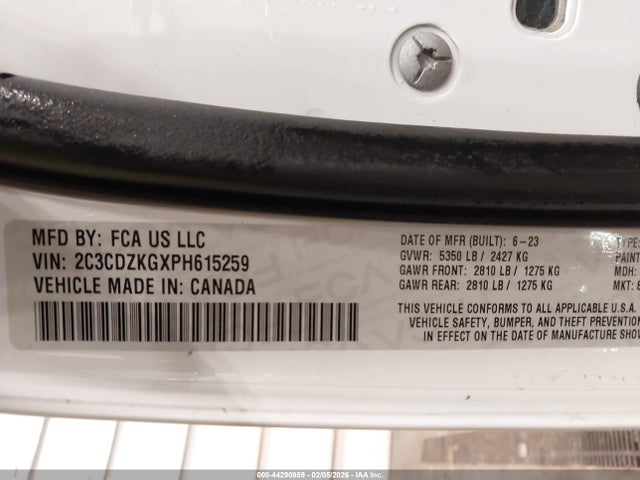 MFD BY: FCA US LLC
VIN: 2C3CDZKGXPH615259
VEHICLE MADE IN: CANADA
DATE OF MFR (BUILT): 6-23
GVWR: 5350 LB / 2427 KG
GAWR FRONT: 2810 LB / 1275 KG
GAWR REAR: 2810 LB / 1275 KG
THIS VEHICLE CONFORMS TO ALL APPLICABLE U.S.A.
VEHICLE SAFETY, BUMPER, AND THEFT PREVENTION
IN EFFECT ON THE DATE OF MANUFACTURE
TYPE:
PAINT
MDH:
MKT:
000-44290959 - 02/05/2026 - IAA Inc.